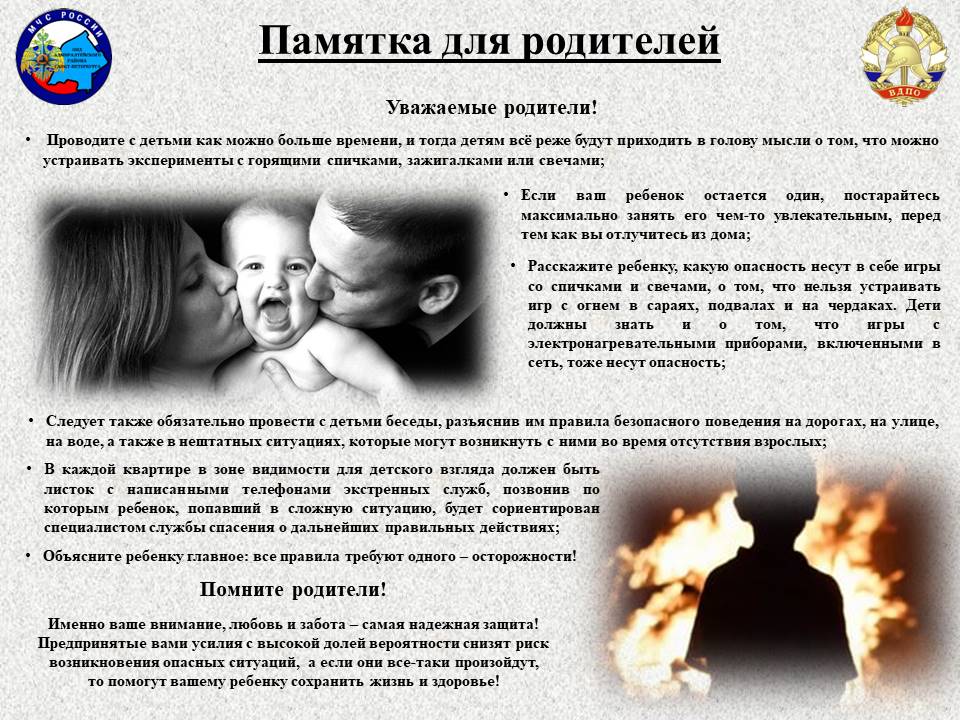 МЧС РОССИИ
ОНД
АДМИРАЛТЕЙСКОГО
РАЙОНА
САНКТ-ПЕТЕРБУРГА
Памятка для родителей
ВДПО
Уважаемые родители!
• Проводите с детьми как можно больше времени, и тогда детям всё реже будут приходить в голову мысли о том, что можно
устраивать эксперименты с горящими спичками, зажигалками или свечами;
• Если ваш ребенок остается один, постарайтесь
максимально занять его чем-то увлекательным, перед
тем как вы отлучитесь из дома;
• Расскажите ребенку, какую опасность несут в себе игры
со спичками и свечами, о том, что нельзя устраивать
игр с огнем в сараях, подвалах и на чердаках. Дети
должны знать и о том, что игры с
электронагревательными приборами, включенными в
сеть, тоже несут опасность;
• Следует также обязательно провести с детьми беседы, разъяснив им правила безопасного поведения на дорогах, на улице,
на воде, а также в нештатных ситуациях, которые могут возникнуть с ними во время отсутствия взрослых;
• В каждой квартире в зоне видимости для детского взгляда должен быть
листок с написанными телефонами экстренных служб, позвонив по
которым ребенок, попавший в сложную ситуацию, будет сориентирован
специалистом службы спасения о дальнейших правильных действиях;
• Объясните ребенку главное: все правила требуют одного – осторожности!
Помните родители!
Именно ваше внимание, любовь и забота – самая надежная защита!
Предпринятые вами усилия с высокой долей вероятности снизят риск
возникновения опасных ситуаций, а если они все-таки произойдут,
то помогут вашему ребенку сохранить жизнь и здоровье!